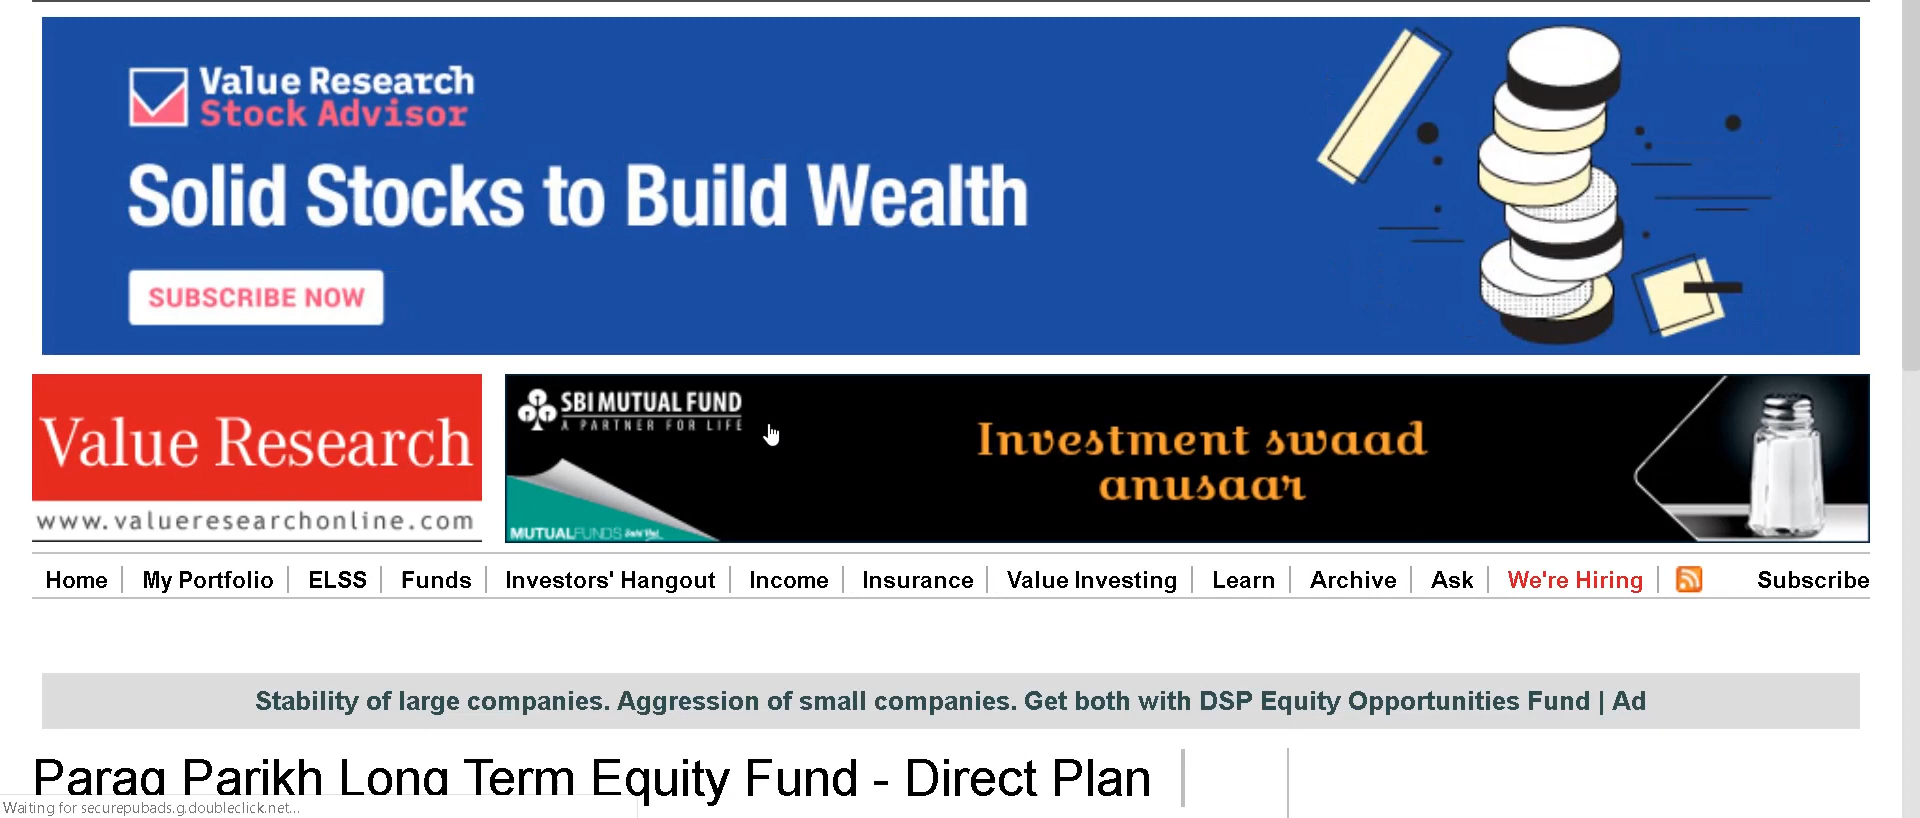 Value Research
Stock Advisor
Solid Stocks to Build Wealth
SUBSCRIBE NOW
Value Research
www.valueresearchonline.com
SBI MUTUAL FUND
A PARTNER FOR LIFE
Investment swaad
anusaar
MUTUALFUNDS Sahi Hai
Home My Portfolio ELSS Funds Investors' Hangout Income Insurance Value Investing Learn Archive Ask We're Hiring Subscribe
Stability of large companies. Aggression of small companies. Get both with DSP Equity Opportunities Fund | Ad
Parag Parikh Long Term Equity Fund - Direct Plan
Waiting for securepubads.g.doubleclick.net...